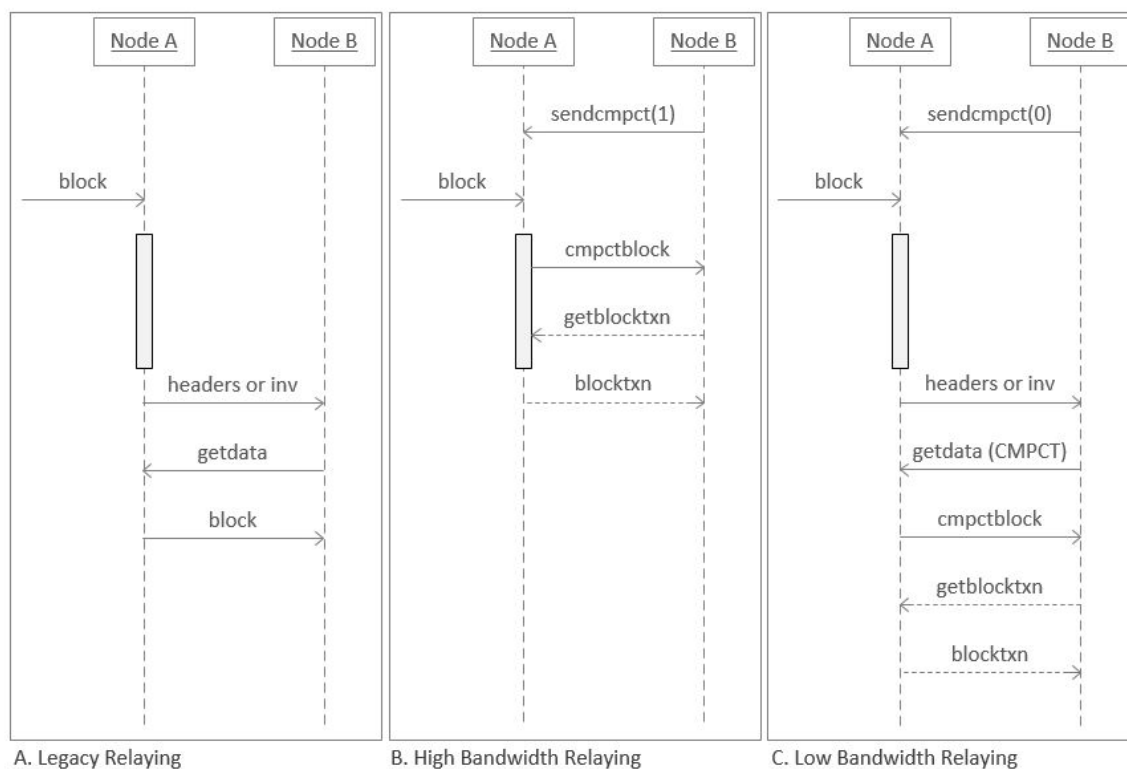 Node A
Node B
block
headers or inv
getdata
block
A. Legacy Relaying
Node A
Node B
sendcmpct(1)
block
cmpctblock
getblocktxn
blocktxn
B. High Bandwidth Relaying
Node A
Node B
sendcmpct(0)
block
headers or inv
getdata (CMPCT)
cmpctblock
getblocktxn
blocktxn
C. Low Bandwidth Relaying